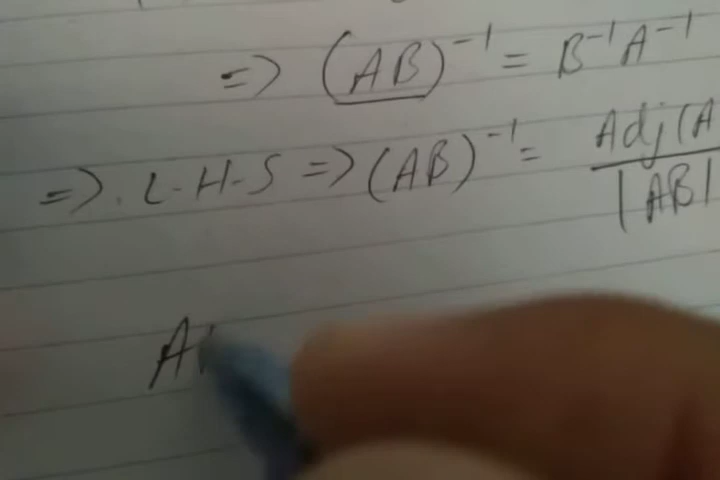 => (AB)⁻¹ = B⁻¹A⁻¹
=> . L-H-S => (AB)⁻¹ = Adj(A
|AB|
A